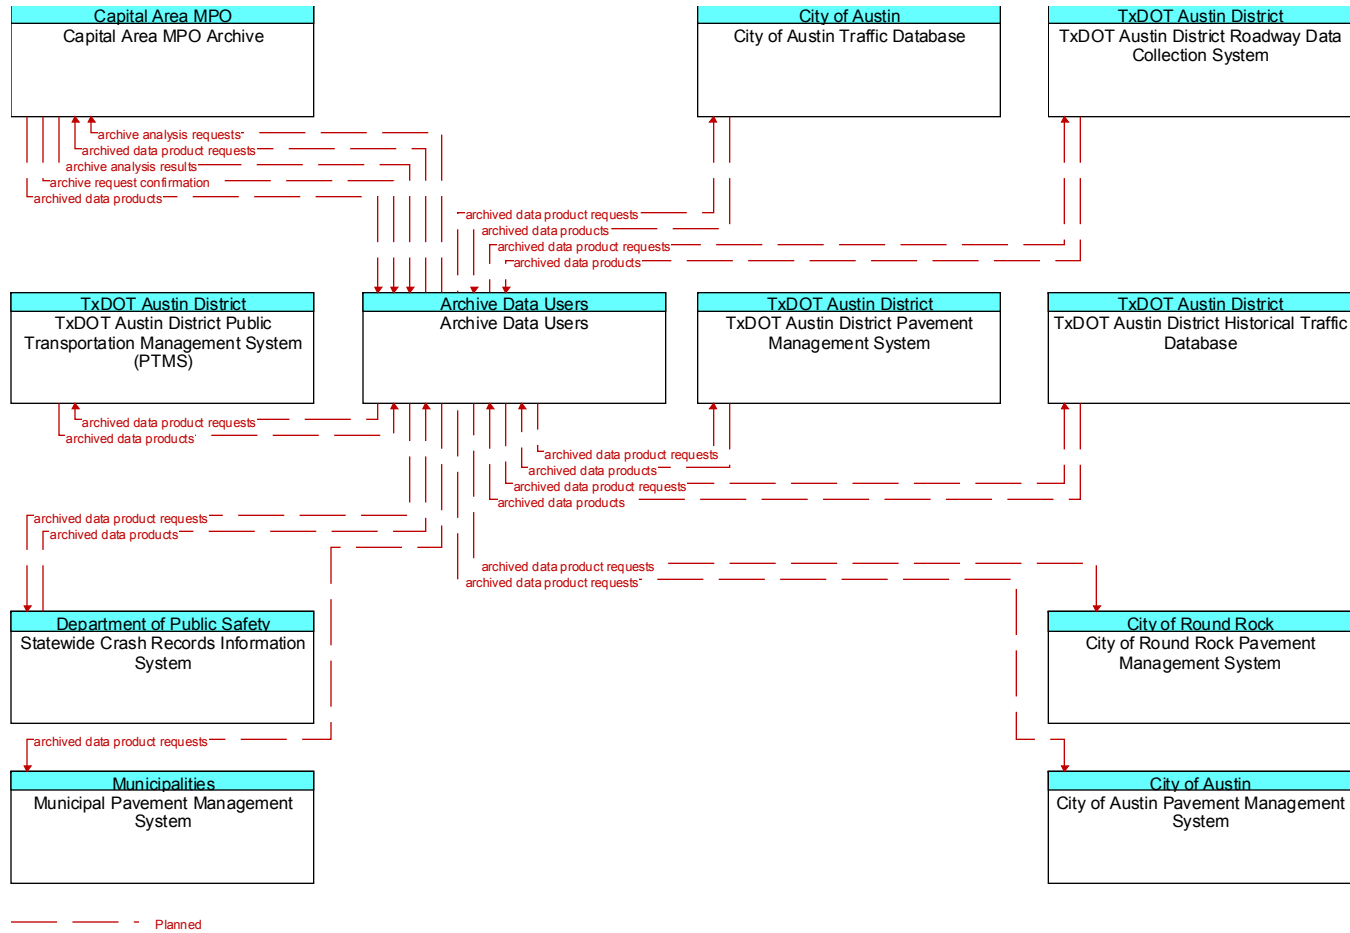 Capital Area MPO
Capital Area MPO Archive
City of Austin
City of Austin Traffic Database
TxDOT Austin District
TxDOT Austin District Roadway Data
Collection System
archive analysis requests
archived data product requests
archive analysis results
archive request confirmation
archived data products
archived data product requests
archived data products
archived data product requests
archived data products
TxDOT Austin District
TxDOT Austin District Public
Transportation Management System
(PTMS)
Archive Data Users
Archive Data Users
TxDOT Austin District
TxDOT Austin District Pavement
Management System
TxDOT Austin District
TxDOT Austin District Historical Traffic
Database
archived data product requests
archived data products
archived data product requests
archived data products
archived data product requests
archived data products
archived data product requests
archived data products
archived data product requests
archived data product requests
Department of Public Safety
Statewide Crash Records Information
System
City of Round Rock
City of Round Rock Pavement
Management System
archived data product requests
Municipalities
Municipal Pavement Management
System
City of Austin
City of Austin Pavement Management
System
Planned